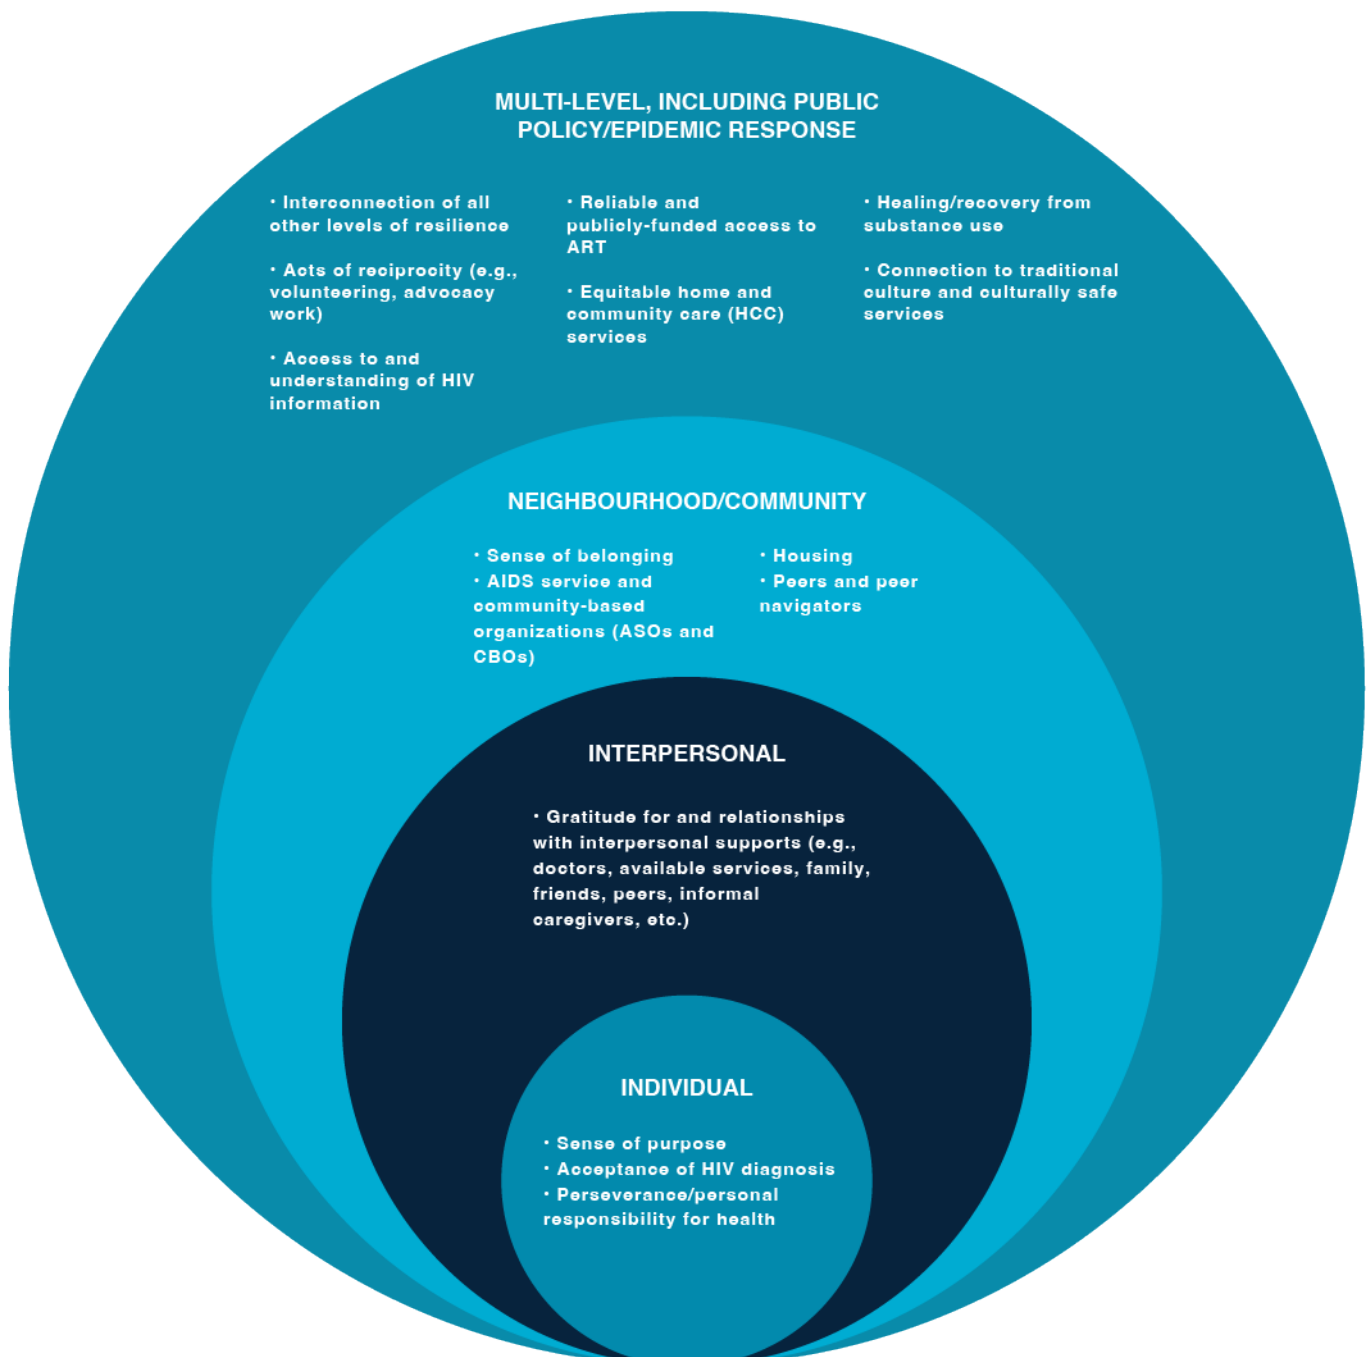 MULTI-LEVEL, INCLUDING PUBLIC
POLICY/EPIDEMIC RESPONSE
· Interconnection of all
other levels of resilience
· Acts of reciprocity (e.g.,
volunteering, advocacy
work)
· Access to and
understanding of HIV
information
· Reliable and
publicly-funded access to
ART
· Equitable home and
community care (HCC)
services
· Healing/recovery from
substance use
· Connection to traditional
culture and culturally safe
services
NEIGHBOURHOOD/COMMUNITY
· Sense of belonging
· AIDS service and
community-based
organizations (ASOs and
CBOs)
· Housing
· Peers and peer
navigators
INTERPERSONAL
· Gratitude for and relationships
with interpersonal supports (e.g.,
doctors, available services, family,
friends, peers, informal
caregivers, etc.)
INDIVIDUAL
· Sense of purpose
· Acceptance of HIV diagnosis
· Perseverance/personal
responsibility for health